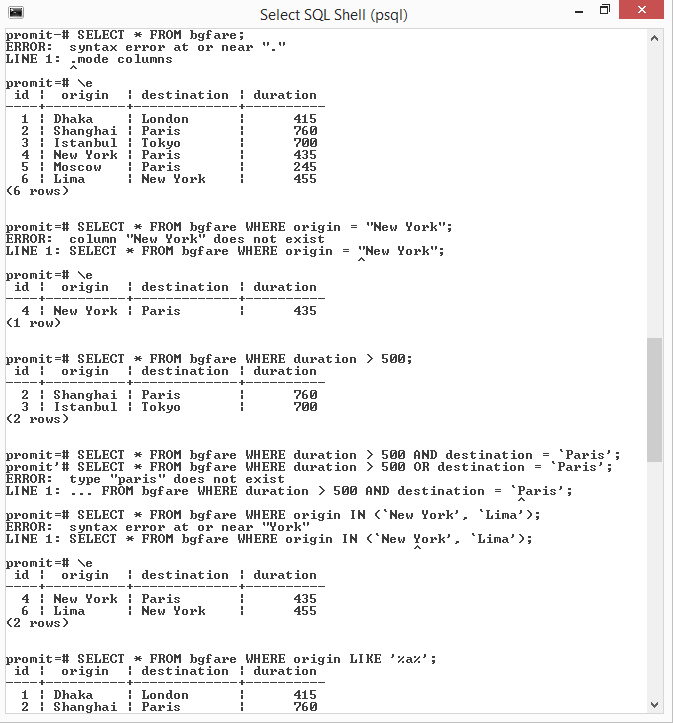 Select SQL Shell (psql)
promit-# SELECT * FROM bgfare;
ERROR:  syntax error at or near "."
LINE 1: .mode columns
        ^
promit=# \e
 id ¦  origin  ¦ destination ¦ duration
----+----------+-------------+----------
  1 ¦ Dhaka    ¦ London      ¦      415
  2 ¦ Shanghai ¦ Paris       ¦      760
  3 ¦ Istanbul ¦ Tokyo       ¦      700
  4 ¦ New York ¦ Paris       ¦      435
  5 ¦ Moscow   ¦ Paris       ¦      245
  6 ¦ Lima     ¦ New York    ¦      455
(6 rows)
promit=# SELECT * FROM bgfare WHERE origin = "New York";
ERROR:  column "New York" does not exist
LINE 1: SELECT * FROM bgfare WHERE origin = "New York";
                                            ^
promit=# \e
 id ¦  origin  ¦ destination ¦ duration
----+----------+-------------+----------
  4 ¦ New York ¦ Paris       ¦      435
(1 row)
promit=# SELECT * FROM bgfare WHERE duration > 500;
 id ¦  origin  ¦ destination ¦ duration
----+----------+-------------+----------
  2 ¦ Shanghai ¦ Paris       ¦      760
  3 ¦ Istanbul ¦ Tokyo       ¦      700
(2 rows)
promit=# SELECT * FROM bgfare WHERE duration > 500 AND destination = `Paris';
promit'# SELECT * FROM bgfare WHERE duration > 500 OR destination = `Paris';
ERROR:  type "paris" does not exist
LINE 1: ... FROM bgfare WHERE duration > 500 AND destination = `Paris';
                                                                ^
promit=# SELECT * FROM bgfare WHERE origin IN (`New York', `Lima');
ERROR:  syntax error at or near "York"
LINE 1: SELECT * FROM bgfare WHERE origin IN (`New York', `Lima');
                                                   ^
promit=# \e
 id ¦  origin  ¦ destination ¦ duration
----+----------+-------------+----------
  4 ¦ New York ¦ Paris       ¦      435
  6 ¦ Lima     ¦ New York    ¦      455
(2 rows)
promit=# SELECT * FROM bgfare WHERE origin LIKE '%a%';
 id ¦  origin  ¦ destination ¦ duration
----+----------+-------------+----------
  1 ¦ Dhaka    ¦ London      ¦      415
  2 ¦ Shanghai ¦ Paris       ¦      760